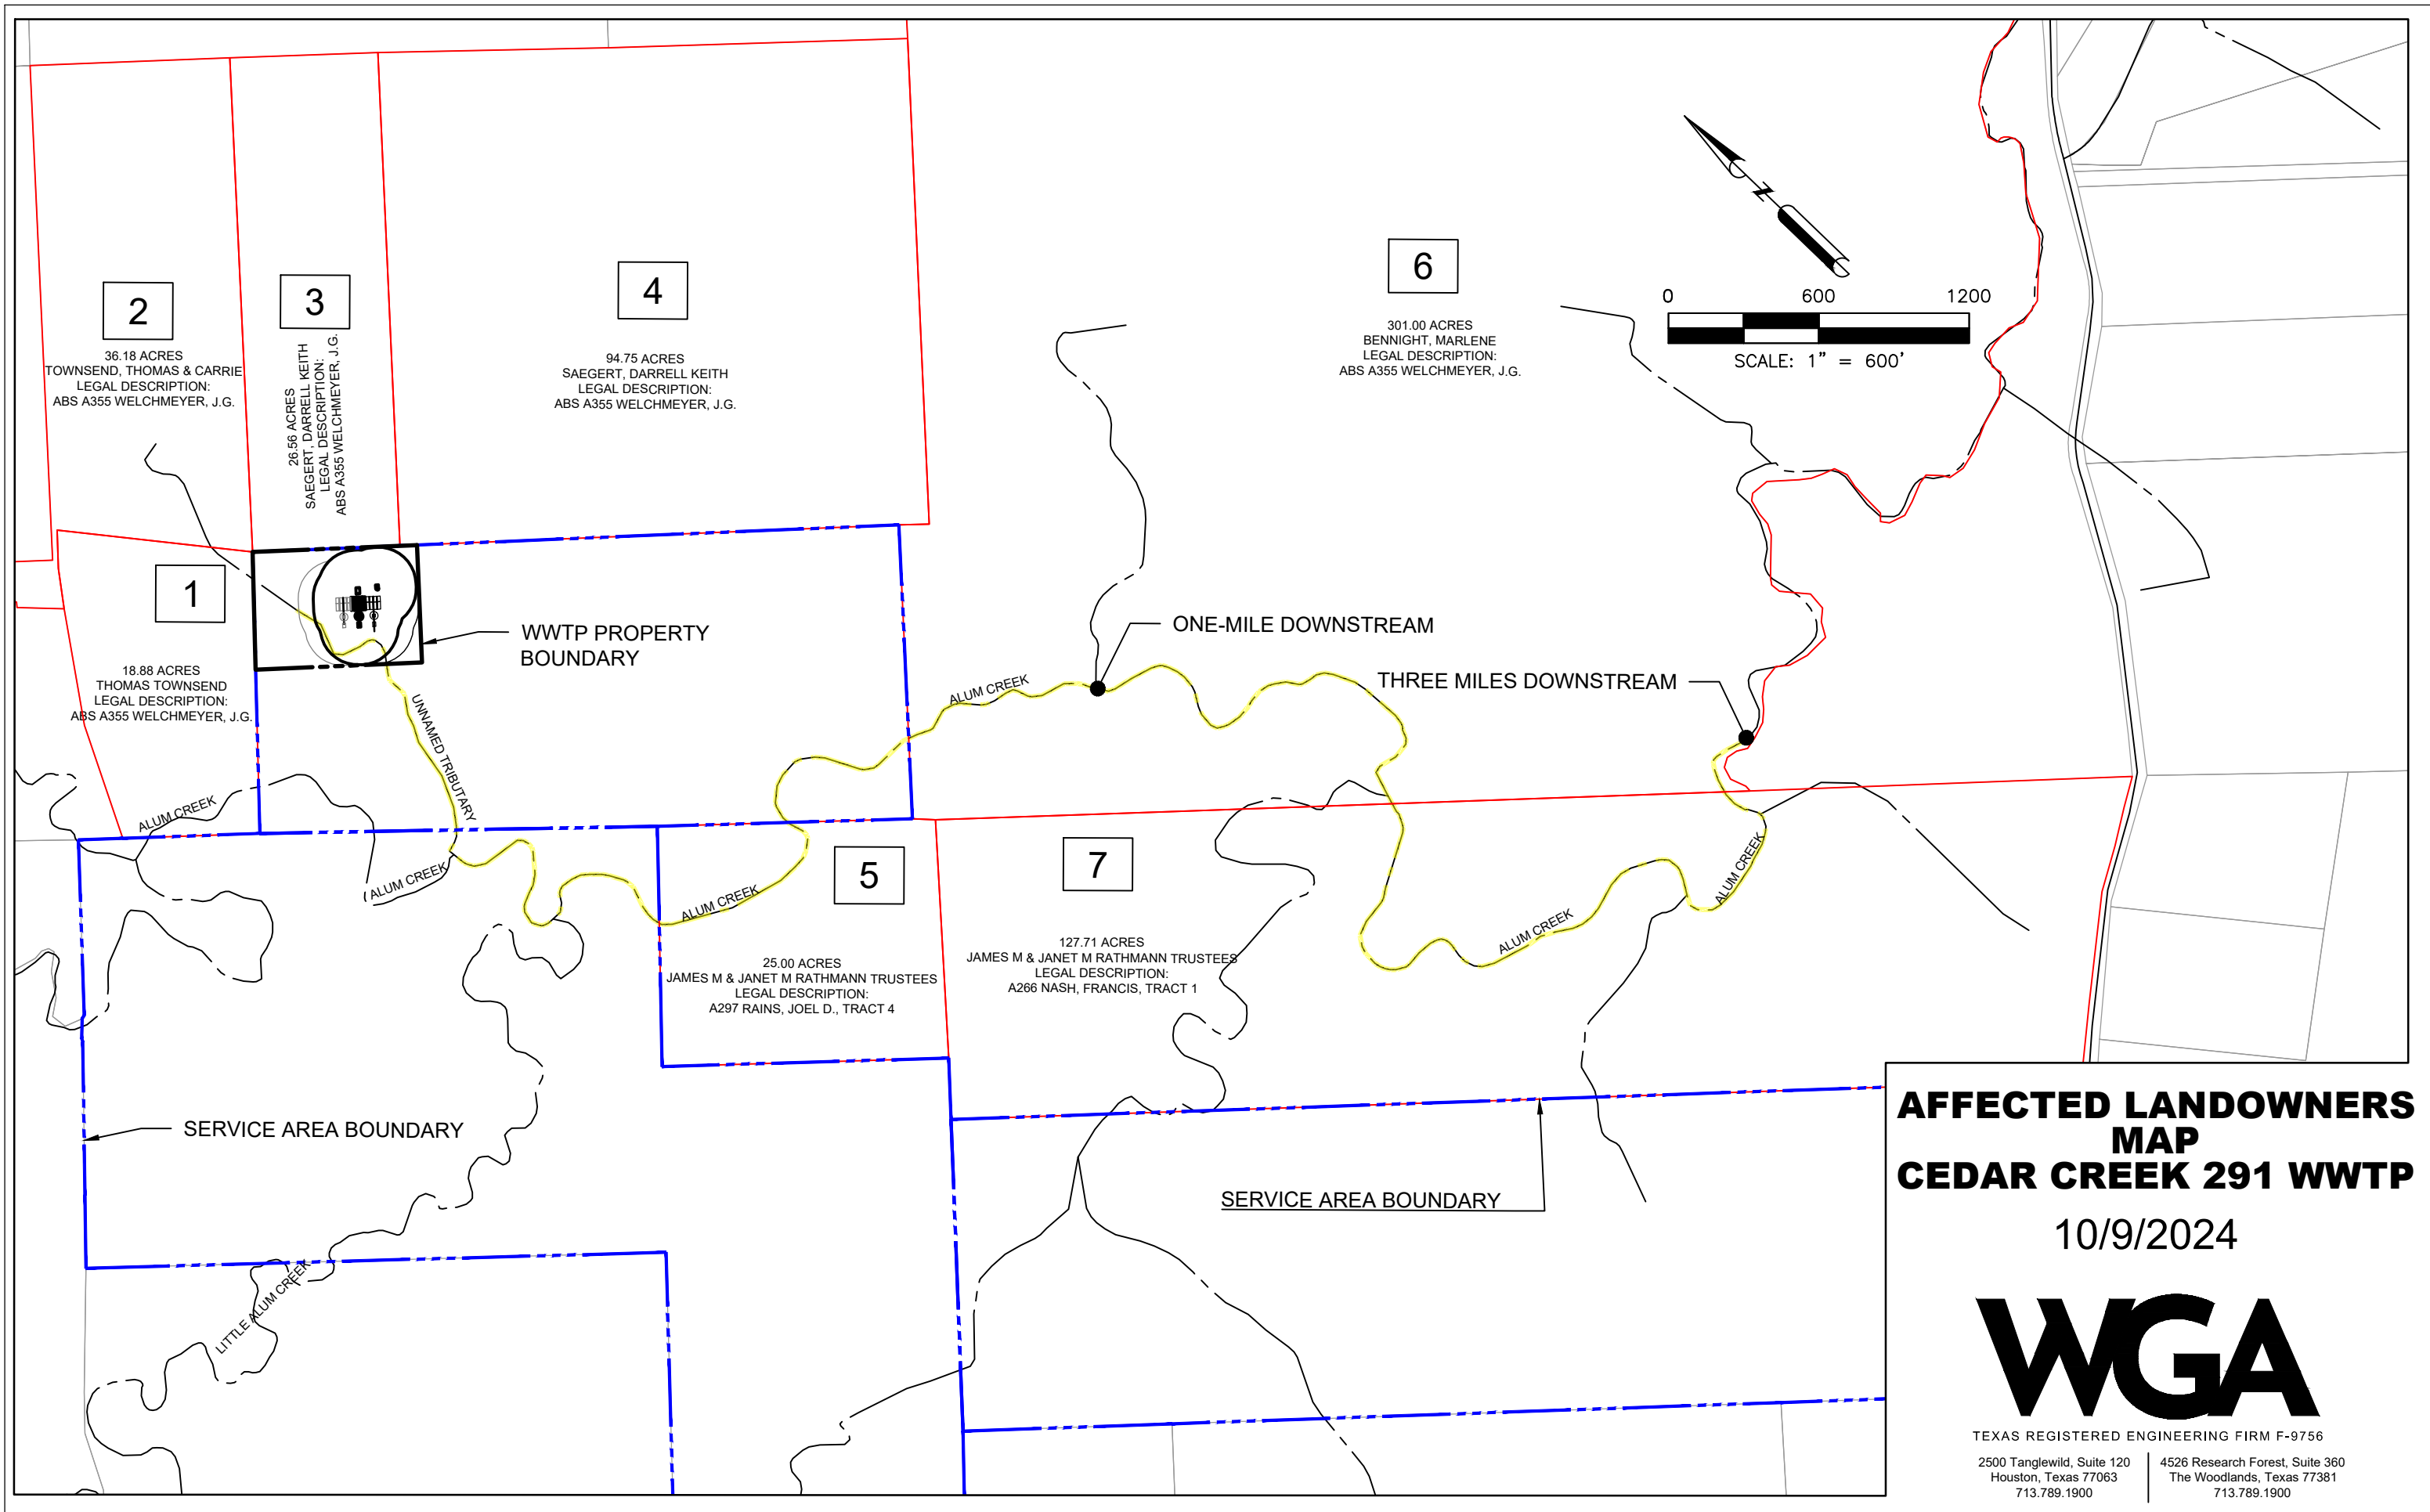 2
36.18 ACRES
TOWNSEND, THOMAS & CARRIE
LEGAL DESCRIPTION:
ABS A355 WELCHMEYER, J.G.
3
26.56 ACRES
SAEGERT, DARRELL KEITH
LEGAL DESCRIPTION:
ABS A355 WELCHMEYER, J.G.
4
94.75 ACRES
SAEGERT, DARRELL KEITH
LEGAL DESCRIPTION:
ABS A355 WELCHMEYER, J.G.
6
301.00 ACRES
BENNIGHT, MARLENE
LEGAL DESCRIPTION:
ABS A355 WELCHMEYER, J.G.
N
0 600 1200
SCALE: 1" = 600'
1
18.88 ACRES
THOMAS TOWNSEND
LEGAL DESCRIPTION:
ABS A355 WELCHMEYER, J.G.
WWTP PROPERTY
BOUNDARY
ONE-MILE DOWNSTREAM
THREE MILES DOWNSTREAM
UNNAMED TRIBUTARY
ALUM CREEK
ALUM CREEK
ALUM CREEK
ALUM CREEK
ALUM CREEK
ALUM CREEK
5
25.00 ACRES
JAMES M & JANET M RATHMANN TRUSTEES
LEGAL DESCRIPTION:
A297 RAINS, JOEL D., TRACT 4
7
127.71 ACRES
JAMES M & JANET M RATHMANN TRUSTEES
LEGAL DESCRIPTION:
A266 NASH, FRANCIS, TRACT 1
SERVICE AREA BOUNDARY
SERVICE AREA BOUNDARY
LITTLE ALUM CREEK
AFFECTED LANDOWNERS
MAP
CEDAR CREEK 291 WWTP
10/9/2024
WGA
TEXAS REGISTERED ENGINEERING FIRM F-9756
2500 Tanglewild, Suite 120
Houston, Texas 77063
713.789.1900
4526 Research Forest, Suite 360
The Woodlands, Texas 77381
713.789.1900